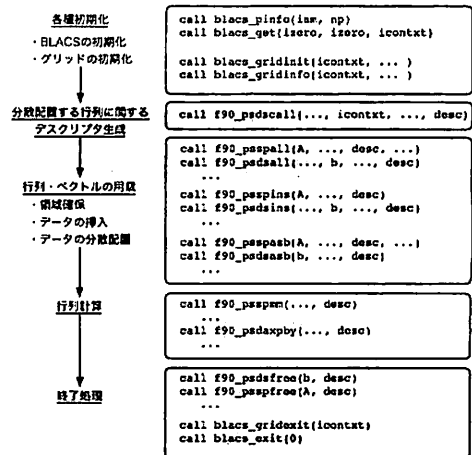 各種初期化
・BLACSの初期化
・グリッドの初期化
call blacs_pinfo(iam, np)
call blacs_get(izero, izero, icontxt)
call blacs_gridinit(icontxt, ... )
call blacs_gridinfo(icontxt, ... )
分散配置する行列に関する
デスクリプタ生成
call f90_psdscall(..., icontxt, ..., desc)
行列・ベクトルの用意
・領域確保
・データの挿入
・データの分散配置
call f90_psspall(A, ..., desc, ...)
call f90_psdsall(..., b, ..., desc)
...
call f90_psspins(A, ..., desc)
call f90_psdsins(..., b, ..., desc)
...
call f90_psspasb(A, ..., desc, ...)
call f90_psdsasb(b, ..., desc)
...
行列計算
call f90_psspmm(..., desc)
...
call f90_psdaxpby(..., desc)
...
終了処理
call f90_psdsfree(b, desc)
call f90_psspfree(A, desc)
...
call blacs_gridexit(icontxt)
call blacs_exit(0)